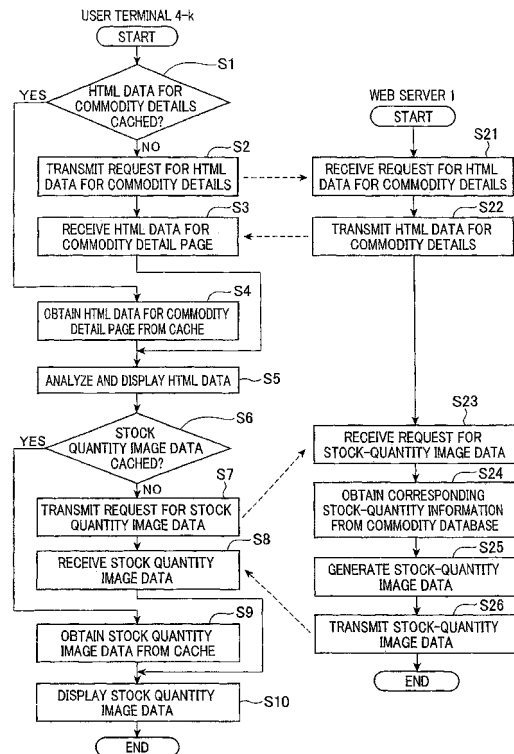 USER TERMINAL 4-k
START
S1
HTML DATA FOR
COMMODITY DETAILS
CACHED?
YES
NO
S2
TRANSMIT REQUEST FOR HTML
DATA FOR COMMODITY DETAILS
S3
RECEIVE HTML DATA FOR
COMMODITY DETAIL PAGE
S4
OBTAIN HTML DATA FOR COMMODITY
DETAIL PAGE FROM CACHE
ANALYZE AND DISPLAY HTML DATA
S5
S6
STOCK
QUANTITY IMAGE DATA
CACHED?
YES
NO
S7
TRANSMIT REQUEST FOR STOCK
QUANTITY IMAGE DATA
S8
RECEIVE STOCK QUANTITY
IMAGE DATA
S9
OBTAIN STOCK QUANTITY
IMAGE DATA FROM CACHE
DISPLAY STOCK QUANTITY
IMAGE DATA
S10
END
WEB SERVER 1
START
S21
RECEIVE REQUEST FOR HTML
DATA FOR COMMODITY DETAILS
S22
TRANSMIT HTML DATA FOR
COMMODITY DETAILS
S23
RECEIVE REQUEST FOR
STOCK-QUANTITY IMAGE DATA
S24
OBTAIN CORRESPONDING
STOCK-QUANTITY INFORMATION
FROM COMMODITY DATABASE
S25
GENERATE STOCK-QUANTITY
IMAGE DATA
S26
TRANSMIT STOCK-QUANTITY
IMAGE DATA
END